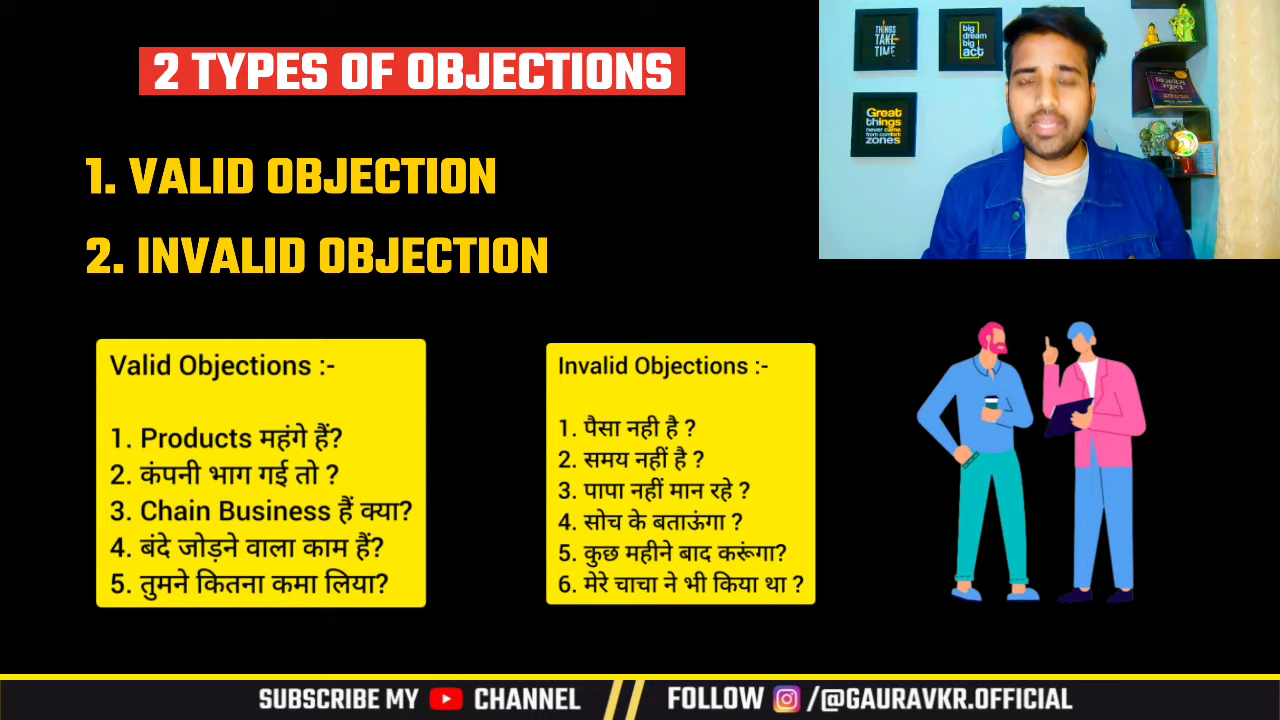 2 TYPES OF OBJECTIONS
1. VALID OBJECTION
2. INVALID OBJECTION
Valid Objections :-
1. Products महंगे हैं?
2. कंपनी भाग गई तो ?
3. Chain Business हैं क्या?
4. बंदे जोड़ने वाला काम हैं?
5. तुमने कितना कमा लिया?
Invalid Objections :-
1. पैसा नही है ?
2. समय नहीं है ?
3. पापा नहीं मान रहे ?
4. सोच के बताऊंगा ?
5. कुछ महीने बाद करूंगा?
6. मेरे चाचा ने भी किया था ?
THINGS
TAKE
TIME
big
dream
big
act
Great
things
never came
from comfort
zones
SUBSCRIBE MY CHANNEL // FOLLOW /@GAURAVKR.OFFICIAL